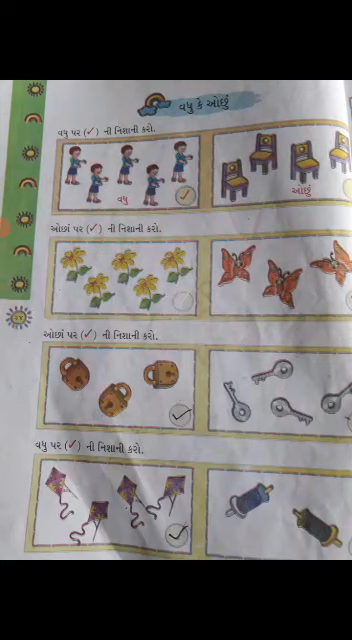 વધુ કે ઓછું
વધુ પર (✓) ની નિશાની કરો.
વધુ
ઓછું
ઓછાં પર (✓) ની નિશાની કરો.
ઓછાં પર (✓) ની નિશાની કરો.
વધુ પર (✓) ની નિશાની કરો.